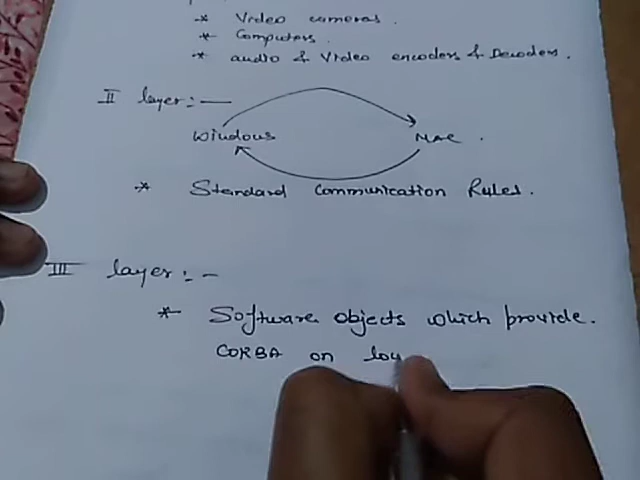 * Video cameras.
* Computers.
* audio & Video encoders & Decoders.
II layer:-
Windows MAC.
* Standard Communication Rules.
III layer:-
* Software objects which provide.
CORBA on